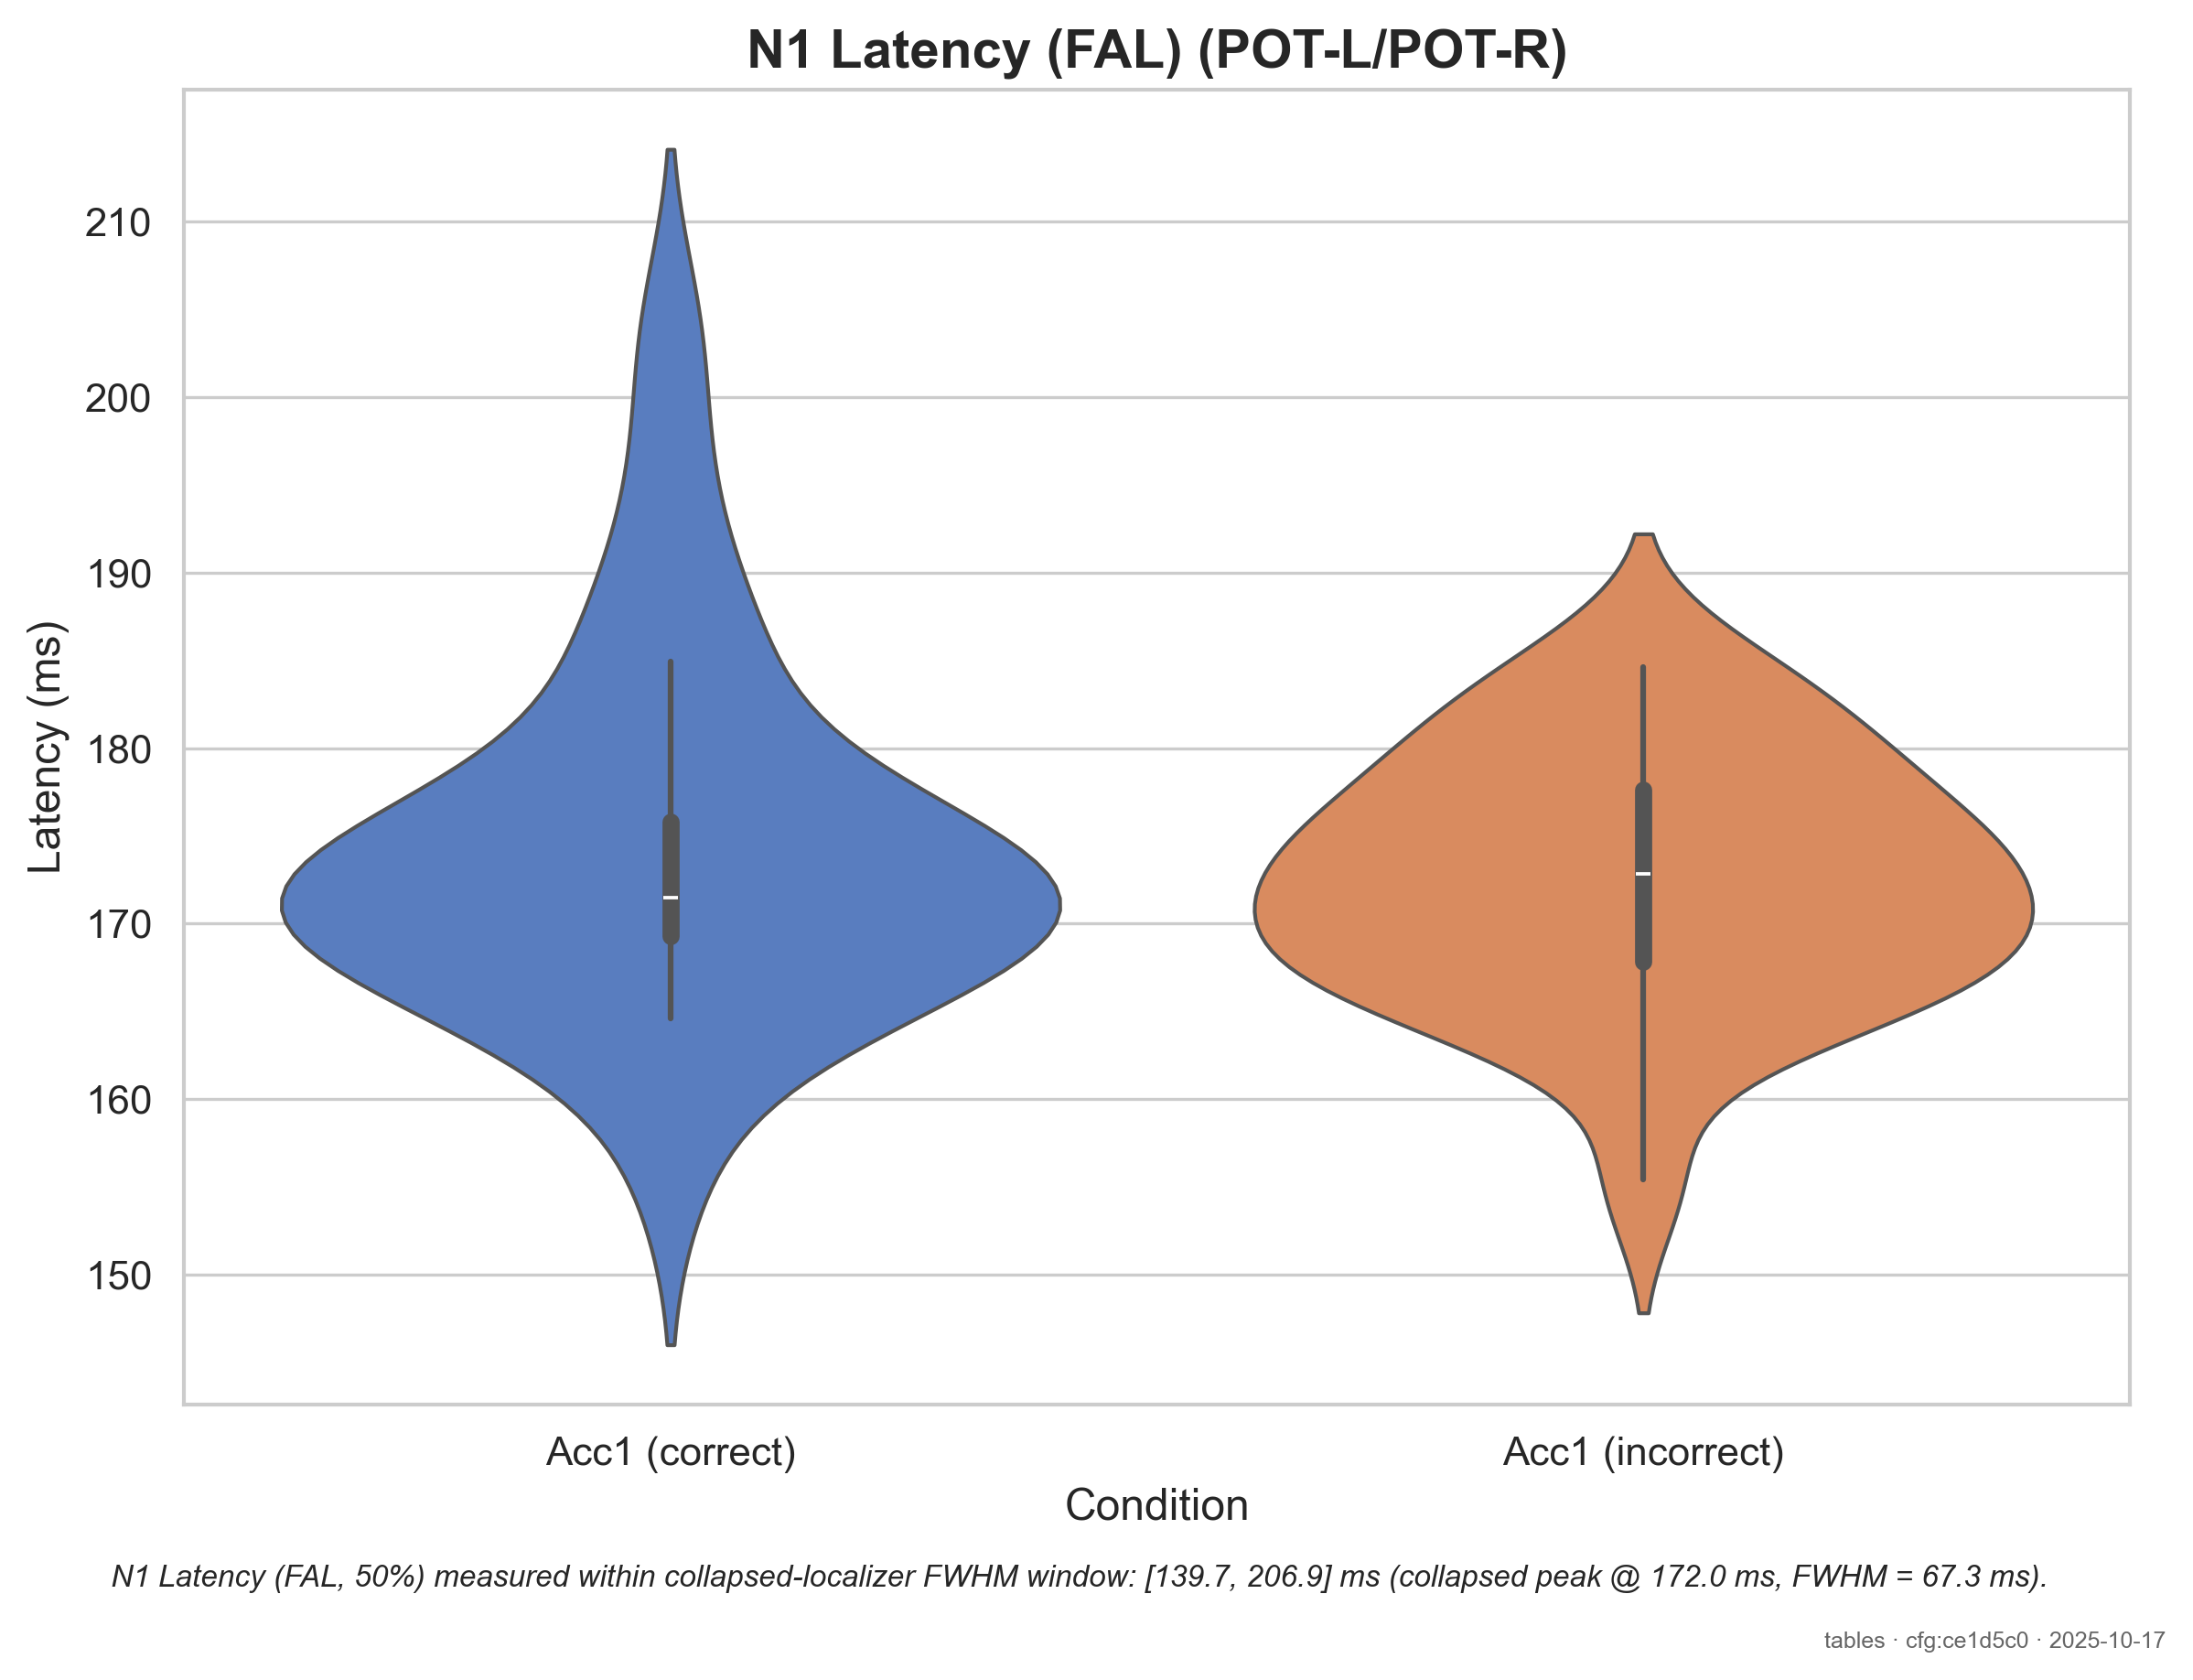 N1 Latency (FAL) (POT-L/POT-R)
Latency (ms)
210
200
190
180
170
160
150
Acc1 (correct)
Acc1 (incorrect)
Condition
N1 Latency (FAL, 50%) measured within collapsed-localizer FWHM window: [139.7, 206.9] ms (collapsed peak @ 172.0 ms, FWHM = 67.3 ms).
tables · cfg:ce1d5c0 · 2025-10-17